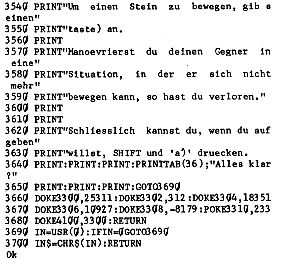 3540 PRINT"Um einen Stein zu bewegen, gib s
einen"
3550 PRINT"taste) an.
3560 PRINT
3570 PRINT"Manoevrierst du deinen Gegner in
 eine"
3580 PRINT"Situation, in der er sich nicht
mehr"
3590 PRINT"bewegen kann, so hast du verloren."
3600 PRINT
3610 PRINT
3620 PRINT"Schliesslich kannst du, wenn du auf
geben"
3630 PRINT"willst, SHIFT und 'a)' druecken.
3640 PRINT:PRINT:PRINT:PRINTTAB(36);"Alles klar
?"
3650 PRINT:PRINT:PRINT:GOTO3690
3660 DOKE3300,25311:DOKE3302,312:DOKE3304,18351
3670 DOKE3306,10927:DOKE3308,-8179:POKE3310,233
3680 DOKE4100,3300:RETURN
3690 IN=USR(0):IFIN=0GOTO3690
3700 IN$=CHR$(IN):RETURN
Ok